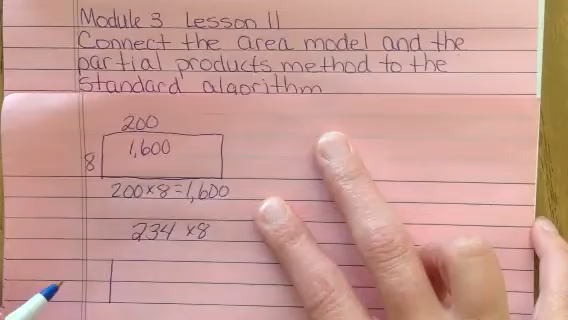 Module 3 Lesson 11
Connect the area model and the
partial products method to the
standard algorithm
200
1,600
8
200×8=1,600
234 ×8